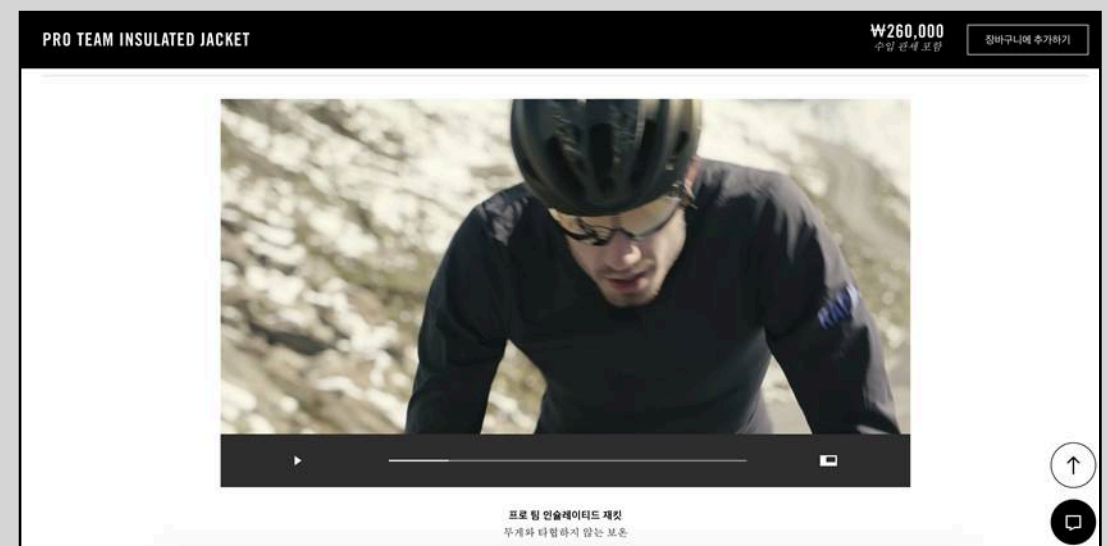 PRO TEAM INSULATED JACKET
₩260,000
수입 관세 포함
장바구니에 추가하기
프로 팀 인슐레이티드 재킷
무게와 타협하지 않는 보온